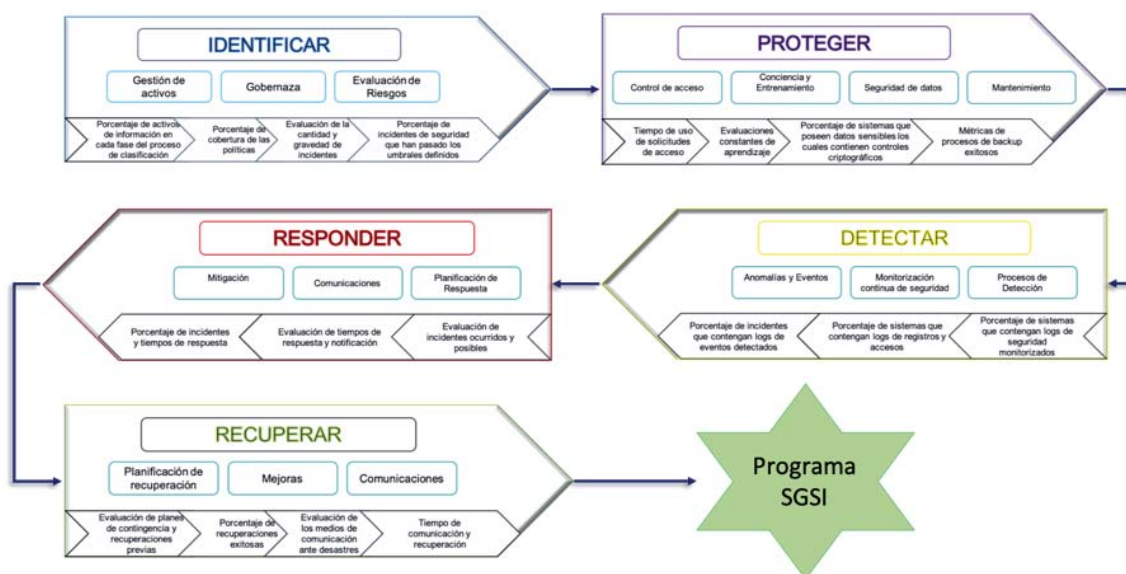 IDENTIFICAR
Gestión de
activos
Gobernaza
Evaluación de
Riesgos
Porcentaje de activos
de información en
cada fase del proceso
de clasificación
Porcentaje de
cobertura de las
políticas
Evaluación de la
cantidad y
gravedad de
incidentes
Porcentaje de
incidentes de seguridad
que han pasado los
umbrales definidos
PROTEGER
Control de acceso
Conciencia y
Entrenamiento
Seguridad de datos
Mantenimiento
Tiempo de uso
de solicitudes
de acceso
Evaluaciones
constantes de
aprendizaje
Porcentaje de sistemas que
poseen datos sensibles los
cuales contienen controles
criptográficos
Métricas de
procesos de backup
exitosos
RESPONDER
Mitigación
Comunicaciones
Planificación de
Respuesta
Porcentaje de incidentes
y tiempos de respuesta
Evaluación de tiempos de
respuesta y notificación
Evaluación de
incidentes ocurridos y
posibles
DETECTAR
Anomalías y Eventos
Monitorización
continua de seguridad
Procesos de
Detección
Porcentaje de incidentes
que contengan logs de
eventos detectados
Porcentaje de sistemas que
contengan logs de registros y
accesos
Porcentaje de sistemas
que contengan logs de
seguridad
monitorizados
RECUPERAR
Planificación de
recuperación
Mejoras
Comunicaciones
Evaluación de planes
de contingencia y
recuperaciones
previas
Porcentaje de
recuperaciones
exitosas
Evaluación de
los medios de
comunicación
ante desastres
Tiempo de
comunicación y
recuperación
Programa
SGSI